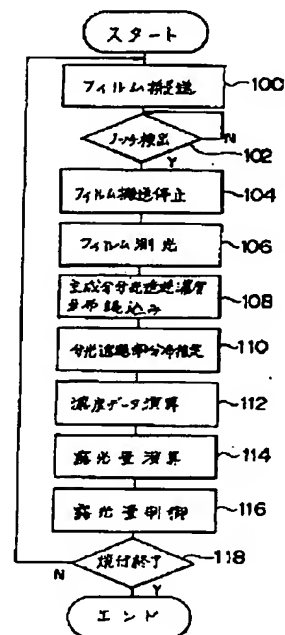 スタート
フィルム搬送
100
ノッチ検出
N
Y
102
フィルム搬送停止
104
フィルム測光
106
主成分分光透過濃度
分布読込み
108
分光透過率分布推定
110
濃度データ演算
112
露光量演算
114
露光量制御
116
焼付終了
118
N
Y
エンド